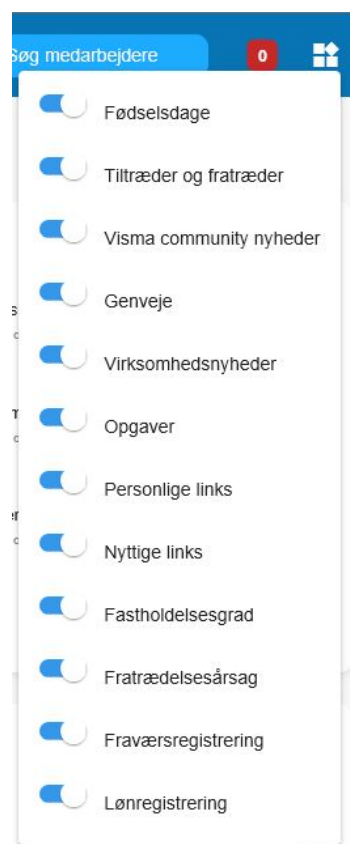 Søg medarbejdere
0
Fødselsdage
Tiltræder og fratræder
Visma community nyheder
Genveje
Virksomhedsnyheder
Opgaver
Personlige links
Nyttige links
Fastholdelsesgrad
Fratrædelsesårsag
Fraværsregistrering
Lønregistrering